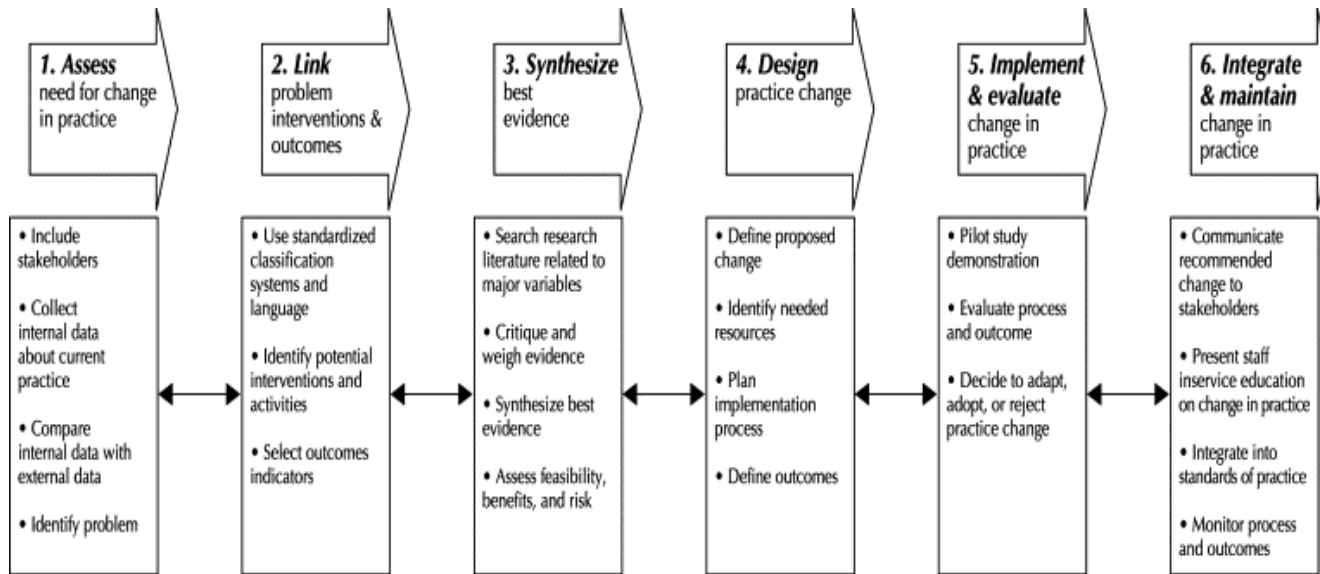 1. Assess
need for change
in practice
2. Link
problem
interventions &
outcomes
3. Synthesize
best
evidence
4. Design
practice change
5. Implement
& evaluate
change in
practice
6. Integrate
& maintain
change in
practice
• Include
stakeholders
• Collect
internal data
about current
practice
• Compare
internal data with
external data
• Identify problem
• Use standardized
classification
systems and
language
• Identify potential
interventions and
activities
• Select outcomes
indicators
• Search research
literature related to
major variables
• Critique and
weigh evidence
• Synthesize best
evidence
• Assess feasibility,
benefits, and risk
• Define proposed
change
• Identify needed
resources
• Plan
implementation
process
• Define outcomes
• Pilot study
demonstration
• Evaluate process
and outcome
• Decide to adapt,
adopt, or reject
practice change
• Communicate
recommended
change to
stakeholders
• Present staff
inservice education
on change in practice
• Integrate into
standards of practice
• Monitor process
and outcomes